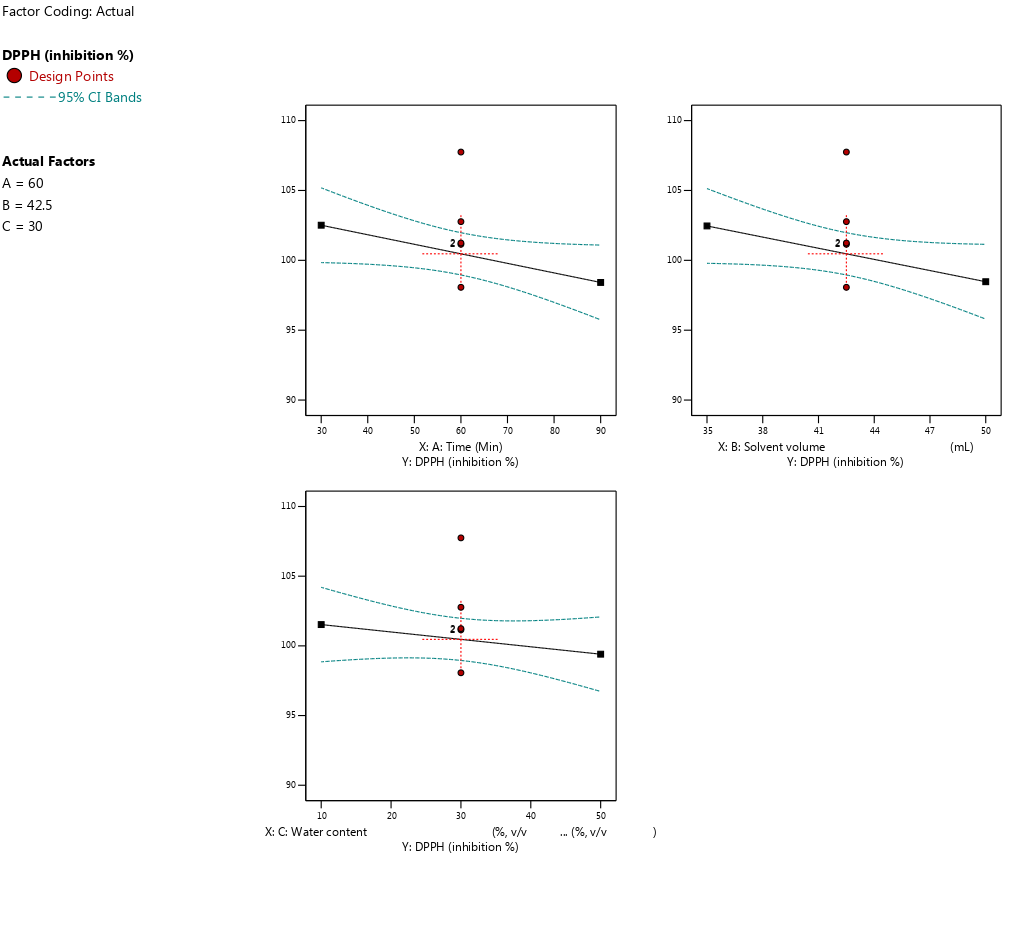 Factor Coding: Actual
DPPH (inhibition %)
Design Points
95% CI Bands
Actual Factors
A = 60
B = 42.5
C = 30
110
105
100
95
90
2
30 40 50 60 70 80 90
X: A: Time (Min)
Y: DPPH (inhibition %)
110
105
100
95
90
2
35 38 41 44 47 50
X: B: Solvent volume (mL)
Y: DPPH (inhibition %)
110
105
100
95
90
2
10 20 30 40 50
X: C: Water content (%, v/v ... (%, v/v )
Y: DPPH (inhibition %)